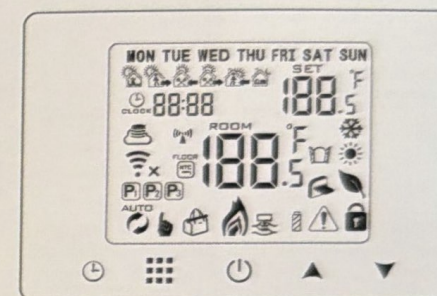 MON TUE WED THU FRI SAT SUN
SET
CLOCK 88:88
188.5 °F
ROOM
FLOOR
NTC
188.5 °F
P1 P2 P3
AUTO